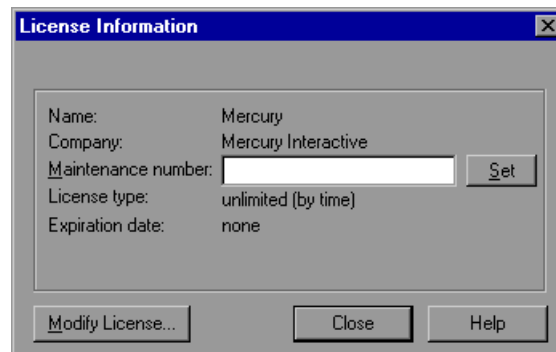 License Information
Name: Mercury
Company: Mercury Interactive
Maintenance number: Set
License type: unlimited (by time)
Expiration date: none
Modify License... Close Help